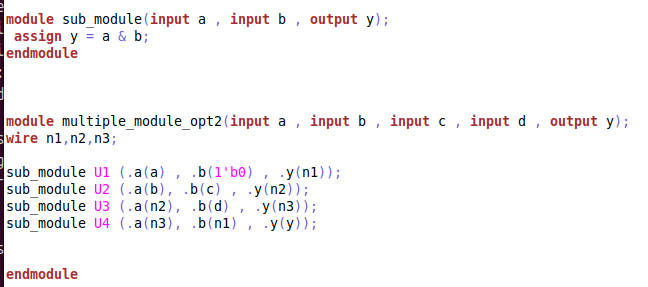 module sub_module(input a , input b , output y);
 assign y = a & b;
endmodule
module multiple_module_opt2(input a , input b , input c , input d , output y);
wire n1,n2,n3;
sub_module U1 (.a(a) , .b(1'b0) , .y(n1));
sub_module U2 (.a(b), .b(c) , .y(n2));
sub_module U3 (.a(n2), .b(d) , .y(n3));
sub_module U4 (.a(n3), .b(n1) , .y(y));
endmodule